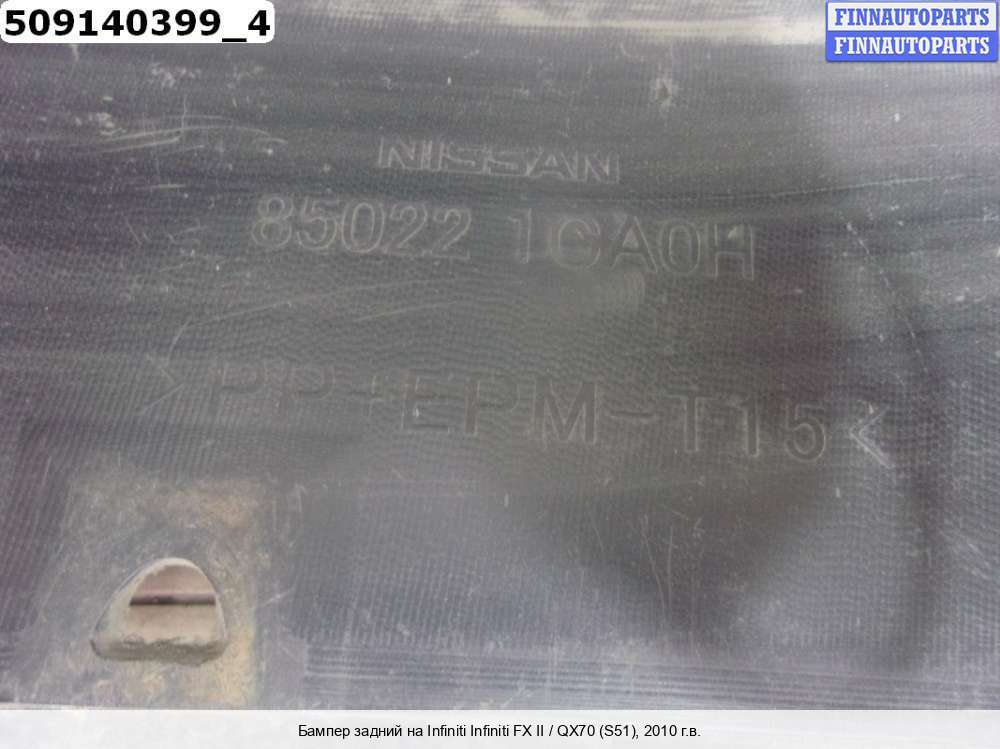 509140399_4
FINNAUTOPARTS
FINNAUTOPARTS
NISSAN
85022 1CA0H
>PP+EPM-T15<
Бампер задний на Infiniti Infiniti FX II / QX70 (S51), 2010 г.в.